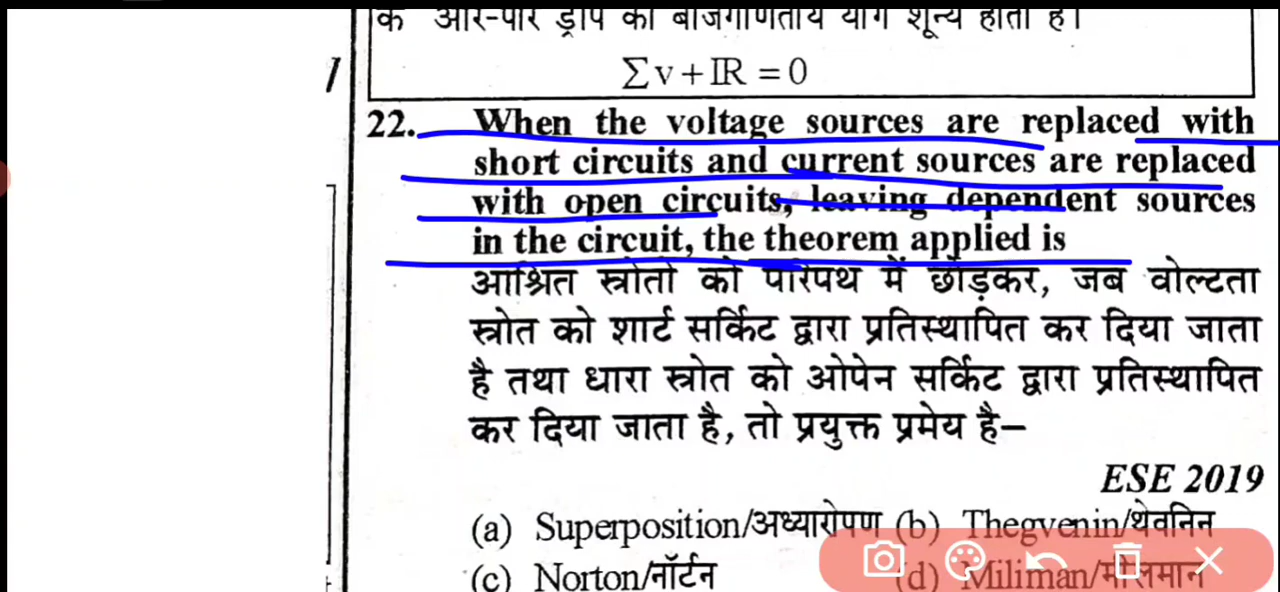 के आर-पार ड्रॉप का बीजगणितीय योग शून्य होता है।
∑v+IR = 0
22. When the voltage sources are replaced with
short circuits and current sources are replaced
with open circuits, leaving dependent sources
in the circuit, the theorem applied is
आश्रित स्त्रोतों को परिपथ में छोड़कर, जब वोल्टता
स्त्रोत को शार्ट सर्किट द्वारा प्रतिस्थापित कर दिया जाता
है तथा धारा स्त्रोत को ओपेन सर्किट द्वारा प्रतिस्थापित
कर दिया जाता है, तो प्रयुक्त प्रमेय है–
ESE 2019
(a) Superposition/अध्यारोपण (b) Thegvenin/थेवनिन
(c) Norton/नॉर्टन (d) Miliman/मीलिमान